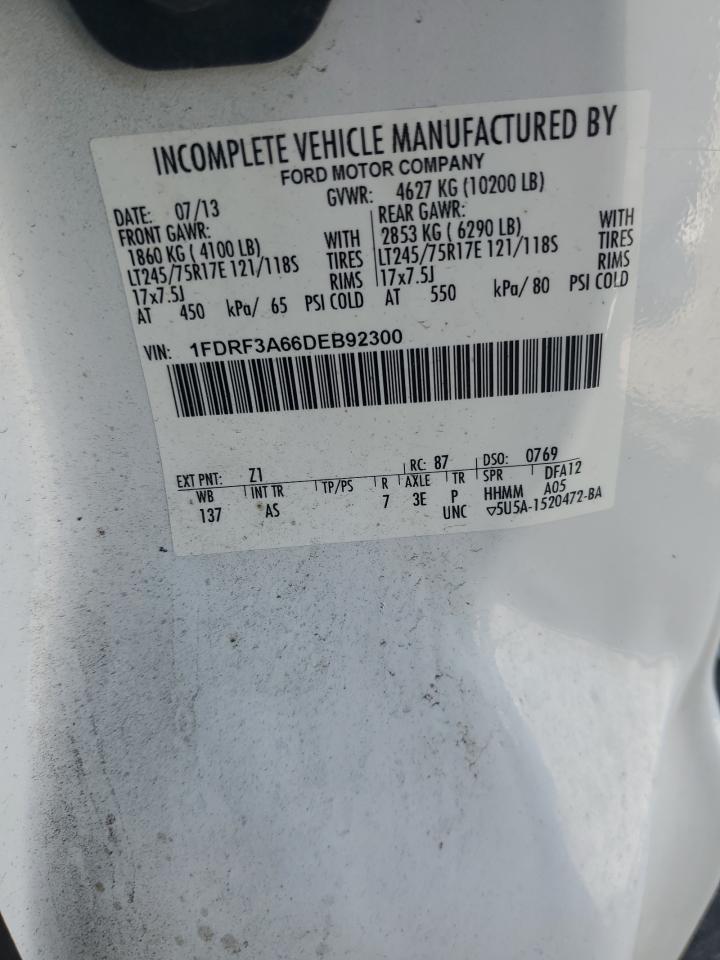 INCOMPLETE VEHICLE MANUFACTURED BY
FORD MOTOR COMPANY
DATE: 07/13 GVWR: 4627 KG (10200 LB)
FRONT GAWR: REAR GAWR:
1860 KG ( 4100 LB) WITH 2853 KG ( 6290 LB) WITH
LT245/75R17E 121/118S TIRES LT245/75R17E 121/118S TIRES
17x7.5J RIMS 17x7.5J RIMS
AT 450 kPa/ 65 PSI COLD AT 550 kPa/ 80 PSI COLD
VIN: 1FDRF3A66DEB92300
EXT PNT: Z1 RC: 87 DSO: 0769
WB INT TR TP/PS R AXLE TR SPR DFA12
137 AS 7 3E P HHMM A05
UNC ▽5U5A-1520472-BA